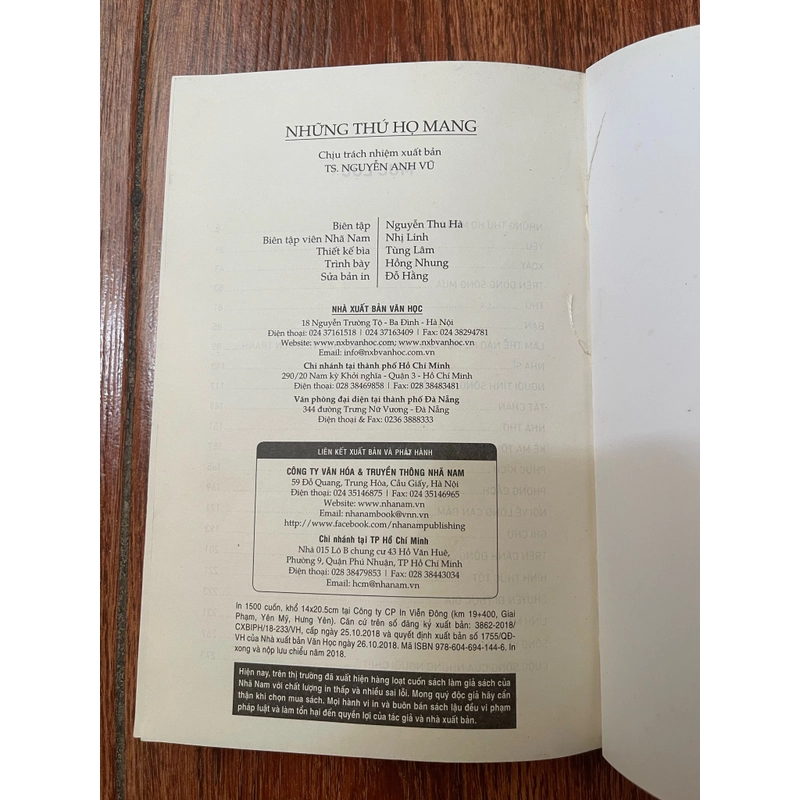 NHỮNG THỨ HỌ MANG
Chịu trách nhiệm xuất bản
TS. NGUYỄN ANH VŨ
Biên tập | Nguyễn Thu Hà
Biên tập viên Nhã Nam | Nhị Linh
Thiết kế bìa | Tùng Lâm
Trình bày | Hồng Nhung
Sửa bản in | Đỗ Hằng
NHÀ XUẤT BẢN VĂN HỌC
18 Nguyễn Trường Tộ - Ba Đình - Hà Nội
Điện thoại: 024 37161518 | 024 37163409 | Fax: 024 38294781
Website: www.nxbvanhoc.com; www.nxbvanhoc.vn
Email: info@nxbvanhoc.com.vn
Chi nhánh tại thành phố Hồ Chí Minh
290/20 Nam kỳ Khởi nghĩa - Quận 3 - Hồ Chí Minh
Điện thoại: 028 38469858 | Fax: 028 38483481
Văn phòng đại diện tại thành phố Đà Nẵng
344 đường Trưng Nữ Vương - Đà Nẵng
Điện thoại & Fax: 0236 3888333
LIÊN KẾT XUẤT BẢN VÀ PHÁT HÀNH
CÔNG TY VĂN HÓA & TRUYỀN THÔNG NHÃ NAM
59 Đỗ Quang, Trung Hòa, Cầu Giấy, Hà Nội
Điện thoại: 024 35146875 | Fax: 024 35146965
Website: www.nhanam.vn
Email: nhanambook@vnn.vn
http://www.facebook.com/nhanampublishing
Chi nhánh tại TP Hồ Chí Minh
Nhà 015 Lô B chung cư 43 Hồ Văn Huê,
Phường 9, Quận Phú Nhuận, TP Hồ Chí Minh
Điện thoại: 028 38479853 | Fax: 028 38443034
Email: hcm@nhanam.vn
In 1500 cuốn, khổ 14x20.5cm tại Công ty CP In Viễn Đông (km 19+400, Giai
Phạm, Yên Mỹ, Hưng Yên). Căn cứ trên số đăng ký xuất bản: 3862-2018/
CXBIPH/18-233/VH, cấp ngày 25.10.2018 và quyết định xuất bản số 1755/QĐ-
VH của Nhà xuất bản Văn Học ngày 26.10.2018. Mã ISBN 978-604-694-144-6. In
xong và nộp lưu chiểu năm 2018.
Hiện nay, trên thị trường đã xuất hiện hàng loạt cuốn sách làm giả sách của
Nhã Nam với chất lượng in thấp và nhiều sai lỗi. Mong quý độc giả hãy cẩn
thận khi chọn mua sách. Mọi hành vi in và buôn bán sách lậu đều vi phạm
pháp luật và làm tổn hại đến quyền lợi của tác giả và nhà xuất bản.